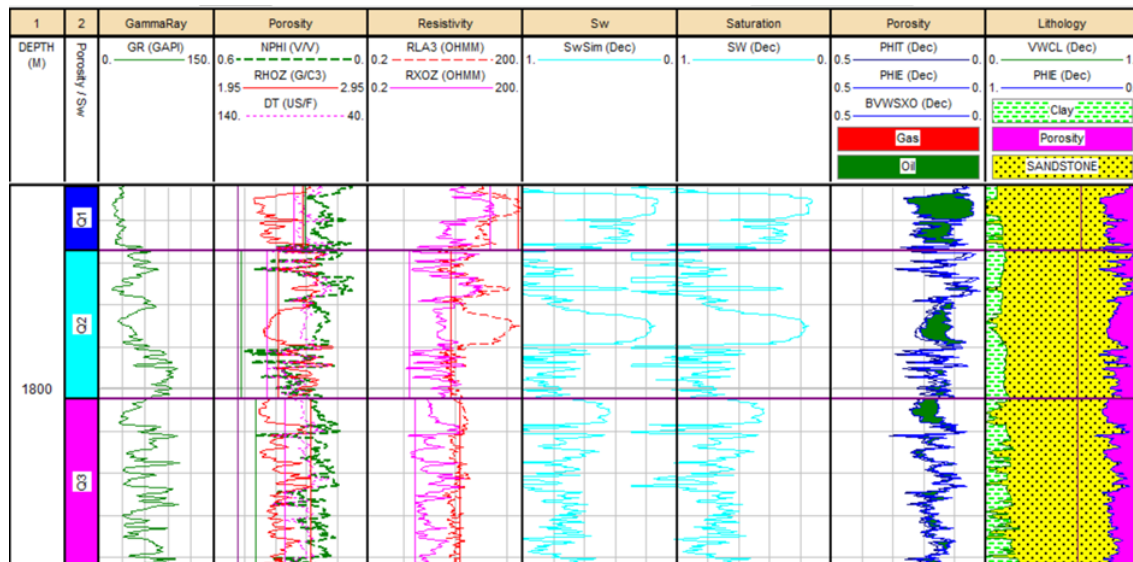 1 2 GammaRay Porosity Resistivity Sw Saturation Porosity Lithology
DEPTH
(M)
Porosity / Sw
GR (GAPI)
0. 150.
NPHI (V/V)
0.6 0.
RHOZ (G/C3)
1.95 2.95
DT (US/F)
140. 40.
RLA3 (OHMM)
0.2 200.
RXOZ (OHMM)
0.2 200.
SwSim (Dec)
1. 0.
SW (Dec)
1. 0.
PHIT (Dec)
0.5 0.
PHIE (Dec)
0.5 0.
BVWSXO (Dec)
0.5 0.
Gas
Oil
VWCL (Dec)
0. 1.
PHIE (Dec)
1. 0.
Clay
Porosity
SANDSTONE
Q1
Q2
1800
Q3